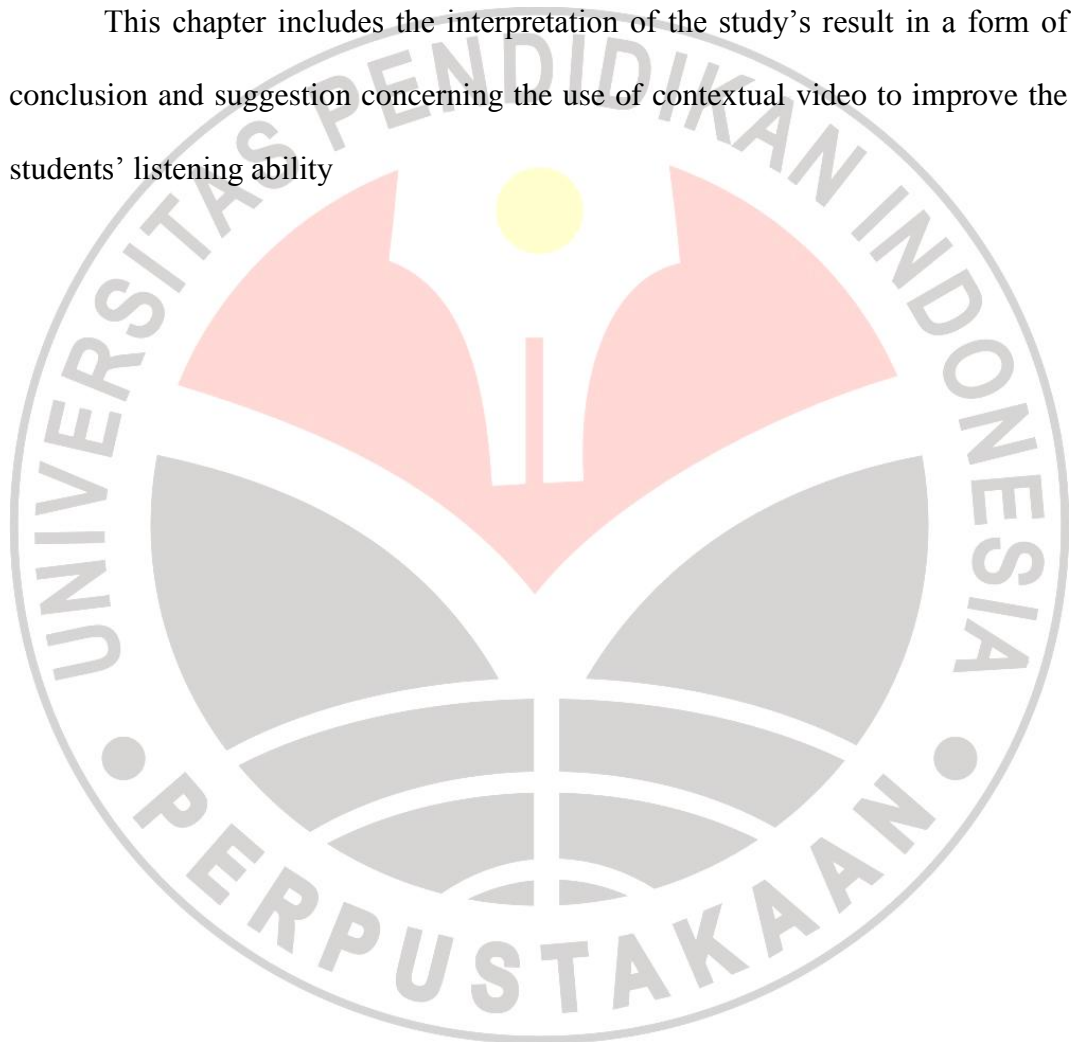 This chapter includes the interpretation of the study’s result in a form of
conclusion and suggestion concerning the use of contextual video to improve the
students’ listening ability
UNIVERSITAS PENDIDIKAN INDONESIA
PERPUSTAKAAN